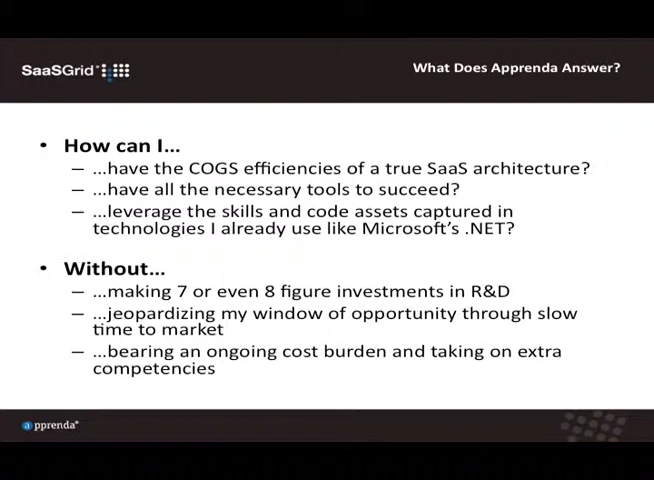 SaaSGrid
What Does Apprenda Answer?
• How can I...
– ...have the COGS efficiencies of a true SaaS architecture?
– ...have all the necessary tools to succeed?
– ...leverage the skills and code assets captured in
technologies I already use like Microsoft's .NET?
• Without...
– ...making 7 or even 8 figure investments in R&D
– ...jeopardizing my window of opportunity through slow
time to market
– ...bearing an ongoing cost burden and taking on extra
competencies
apprenda®